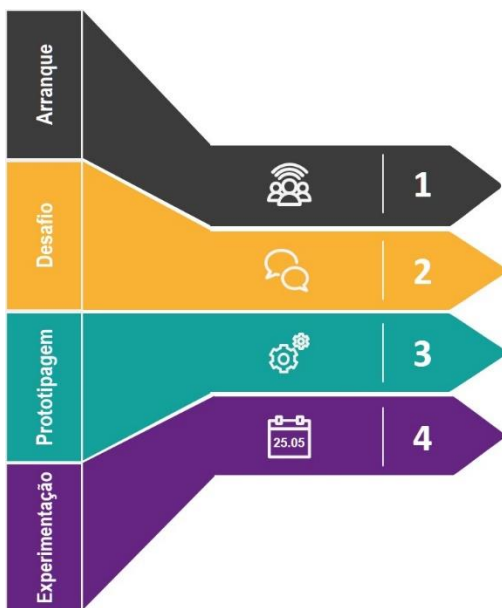 Arranque
1
Desafio
2
Prototipagem
3
Experimentação
25.05
4